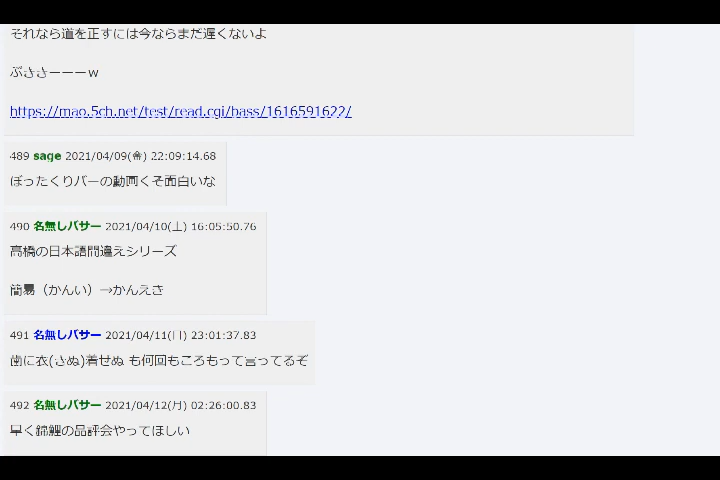 それなら道を正すには今ならまだ遅くないよ
ぶききーーーｗ
https://mao.5ch.net/test/read.cgi/bass/1616591622/
489 sage 2021/04/09(金) 22:09:14.68
ぼったくりバーの動画くそ面白いな
490 名無しバサー 2021/04/10(土) 16:05:50.76
高橋の日本語間違えシリーズ
簡易（かんい）→かんえき
491 名無しバサー 2021/04/11(日) 23:01:37.83
歯に衣(きぬ)着せぬ も何回もころもって言ってるぞ
492 名無しバサー 2021/04/12(月) 02:26:00.83
早く錦鯉の品評会やってほしい